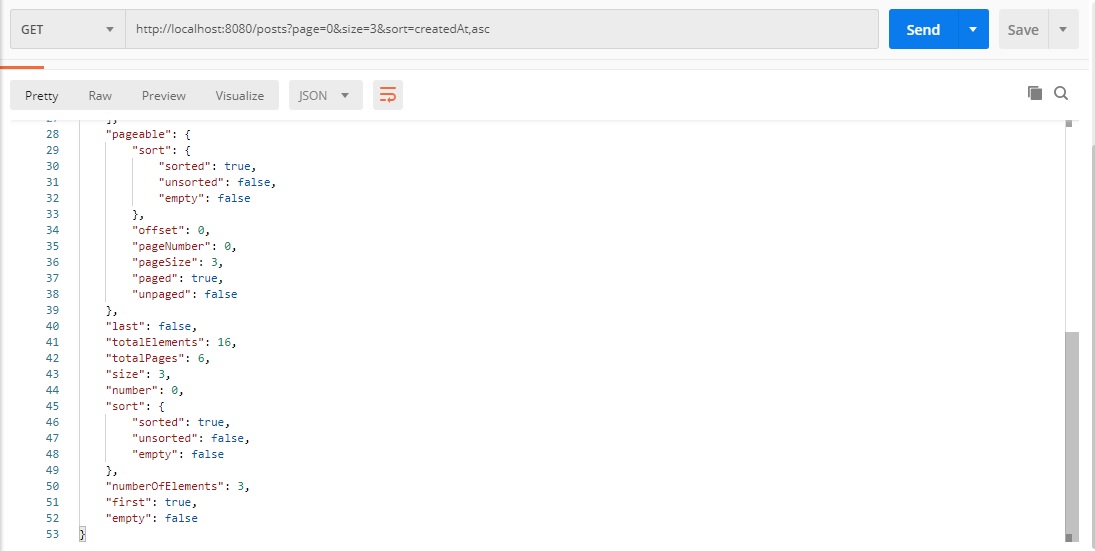 GET http://localhost:8080/posts?page=0&size=3&sort=createdAt,asc Send Save
Pretty Raw Preview Visualize JSON
27 ],
28 "pageable": {
29 "sort": {
30 "sorted": true,
31 "unsorted": false,
32 "empty": false
33 },
34 "offset": 0,
35 "pageNumber": 0,
36 "pageSize": 3,
37 "paged": true,
38 "unpaged": false
39 },
40 "last": false,
41 "totalElements": 16,
42 "totalPages": 6,
43 "size": 3,
44 "number": 0,
45 "sort": {
46 "sorted": true,
47 "unsorted": false,
48 "empty": false
49 },
50 "numberOfElements": 3,
51 "first": true,
52 "empty": false
53 }